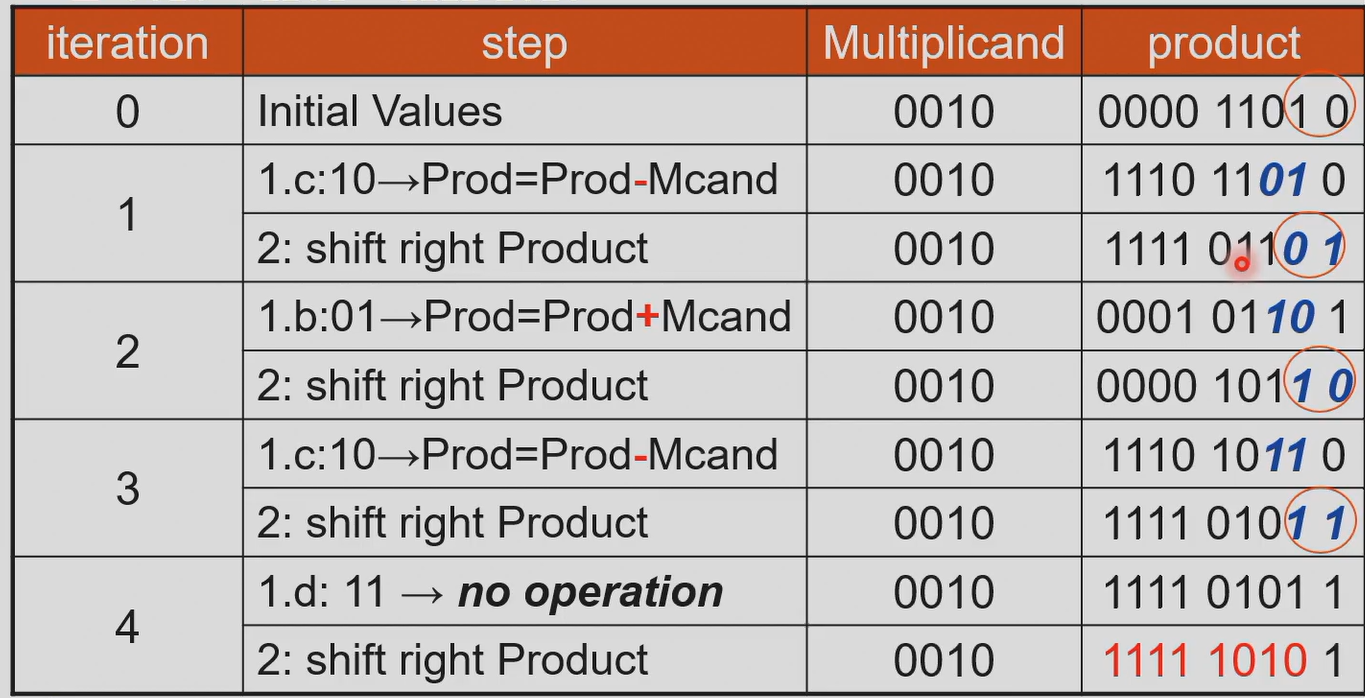 iteration step Multiplicand product
0 Initial Values 0010 0000 1101 0
1 1.c:10→Prod=Prod-Mcand 0010 1110 1101 0
2: shift right Product 0010 1111 0110 1
2 1.b:01→Prod=Prod+Mcand 0010 0001 0110 1
2: shift right Product 0010 0000 1011 0
3 1.c:10→Prod=Prod-Mcand 0010 1110 1011 0
2: shift right Product 0010 1111 0101 1
4 1.d: 11 → no operation 0010 1111 0101 1
2: shift right Product 0010 1111 1010 1